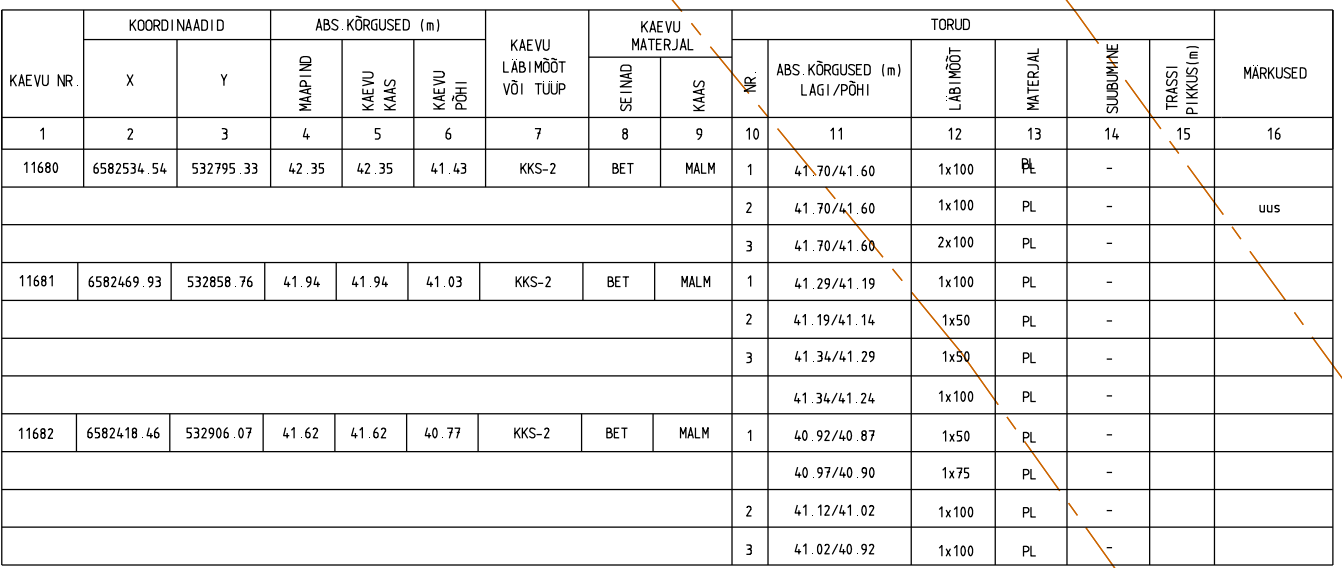 KAEVU NR.
KOORDINAADID
X
Y
ABS.KÕRGUSED (m)
MAAPIND
KAEVU
KAAS
KAEVU
PÕHI
KAEVU
LÄBIMÕÕT
VÕI TÜÜP
KAEVU
MATERJAL
SEINAD
KAAS
TORUD
NR.
ABS.KÕRGUSED (m)
LAGI/PÕHI
LÄBIMÕÕT
MATERJAL
SUUBUMINE
TRASSI
PIKKUS(m)
MÄRKUSED
1 2 3 4 5 6 7 8 9 10 11 12 13 14 15 16
11680 6582534.54 532795.33 42.35 42.35 41.43 KKS-2 BET MALM 1 41.70/41.60 1x100 PL -
2 41.70/41.60 1x100 PL - uus
3 41.70/41.60 2x100 PL -
11681 6582469.93 532858.76 41.94 41.94 41.03 KKS-2 BET MALM 1 41.29/41.19 1x100 PL -
2 41.19/41.14 1x50 PL -
3 41.34/41.29 1x50 PL -
41.34/41.24 1x100 PL -
11682 6582418.46 532906.07 41.62 41.62 40.77 KKS-2 BET MALM 1 40.92/40.87 1x50 PL -
40.97/40.90 1x75 PL -
2 41.12/41.02 1x100 PL -
3 41.02/40.92 1x100 PL -